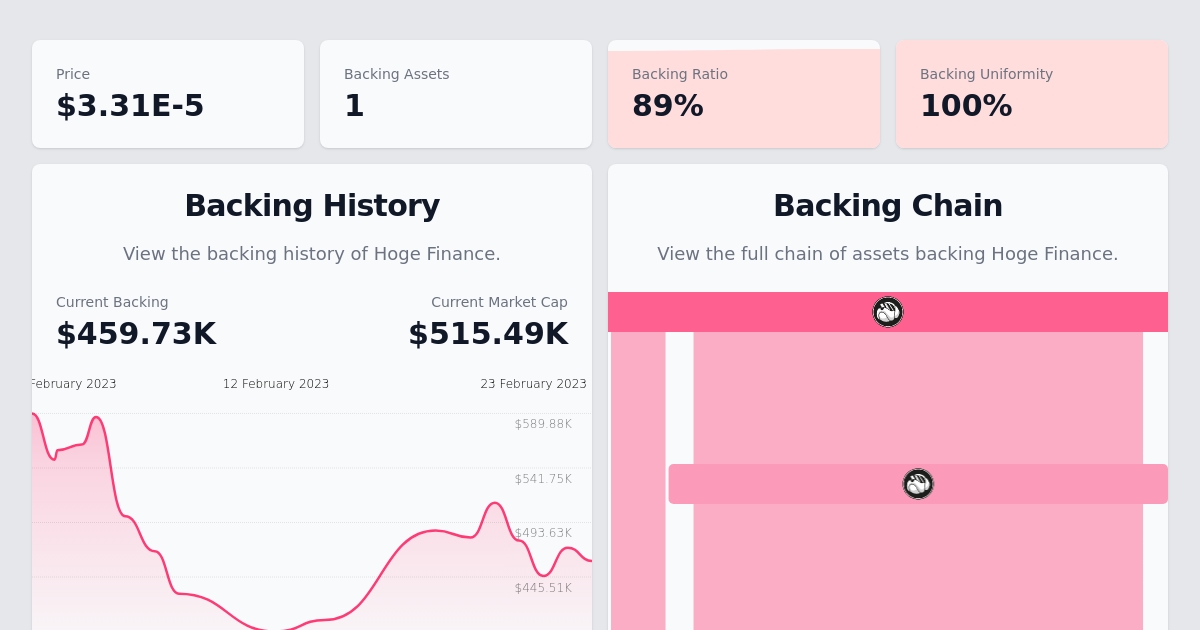 Price
$3.31E-5
Backing Assets
1
Backing Ratio
89%
Backing Uniformity
100%
Backing History
View the backing history of Hoge Finance.
Current Backing
$459.73K
Current Market Cap
$515.49K
February 2023
12 February 2023
23 February 2023
$589.88K
$541.75K
$493.63K
$445.51K
Backing Chain
View the full chain of assets backing Hoge Finance.